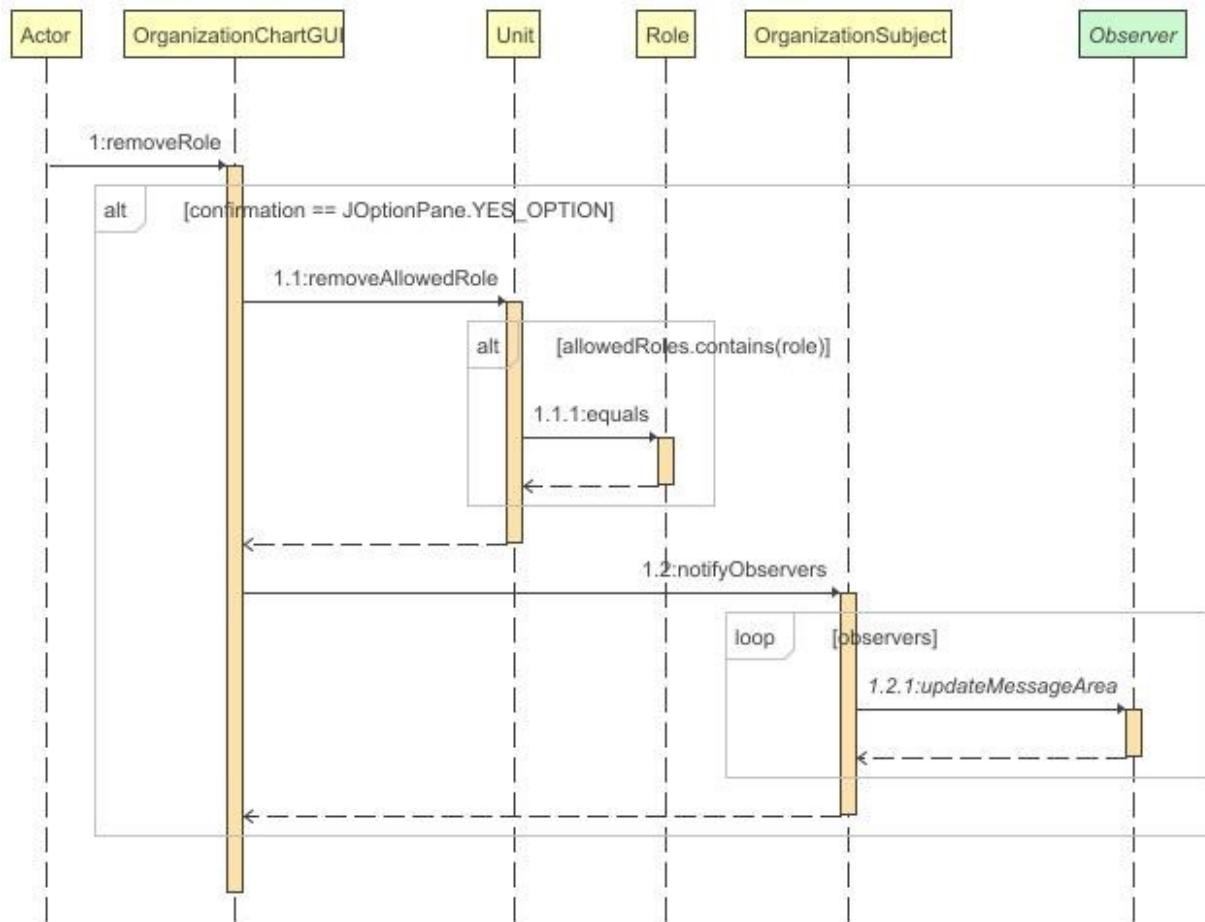 Actor
OrganizationChartGUI
Unit
Role
OrganizationSubject
Observer
1:removeRole
alt
[confirmation == JOptionPane.YES_OPTION]
1.1:removeAllowedRole
alt
[allowedRoles.contains(role)]
1.1.1:equals
1.2:notifyObservers
loop
[observers]
1.2.1:updateMessageArea